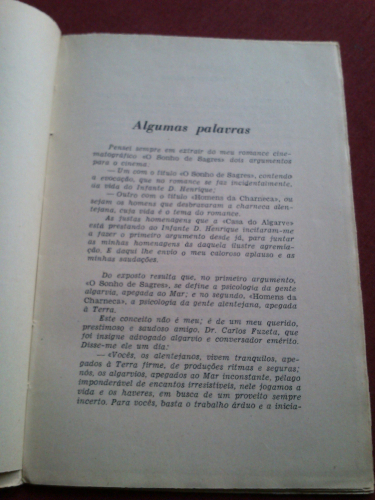 Algumas palavras
Pensei sempre em extrair do meu romance cine-
matográfico «O Sonho de Sagres» dois argumentos
para o cinema:
— Um com o título «O Sonho de Sagres», contendo
a evocação, que no romance se faz incidentalmente,
da vida do Infante D. Henrique;
— Outro com o título «Homens da Charneca», ou
sejam os homens que desbravaram a charneca alen-
tejana, cuja vida é o tema do romance.
As justas homenagens que a «Casa do Algarve»
está prestando ao Infante D. Henrique incitaram-me
a fazer o primeiro argumento desde já, para juntar
as minhas homenagens às daquela ilustre agremia-
ção. E daqui lhe envio o meu caloroso aplauso e as
minhas saudações.
Do exposto resulta que, no primeiro argumento,
«O Sonho de Sagres», se define a psicologia da gente
algarvia, apegada ao Mar; e no segundo, «Homens da
Charneca», a psicologia da gente alentejana, apegada
à Terra.
Este conceito não é meu; é de um meu querido,
prestimoso e saudoso amigo, Dr. Carlos Fuzeta, que
foi insigne advogado algarvio e conversador emérito.
Disse-me ele um dia:
— «Vocês, os alentejanos, vivem tranquilos, ape-
gados à Terra firme, de produções ritmas e seguras;
nós, os algarvios, apegados ao Mar inconstante, pélago
imponderável de encantos irresistíveis, nele jogamos a
vida e os haveres, em busca de um proveito sempre
incerto. Para vocês, basta o trabalho árduo e a inicia-